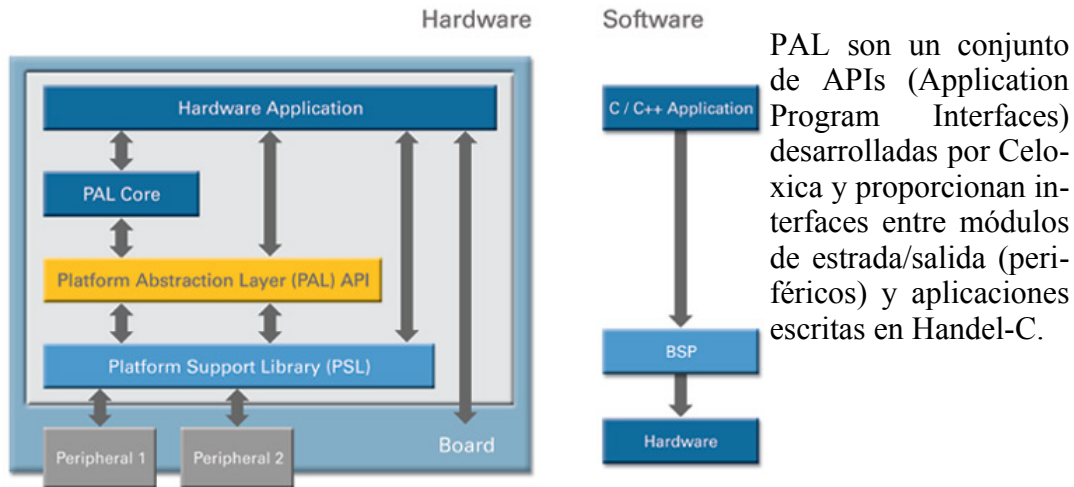 Hardware
Software
Hardware Application
PAL Core
Platform Abstraction Layer (PAL) API
Platform Support Library (PSL)
Peripheral 1
Peripheral 2
Board
C / C++ Application
BSP
Hardware
PAL son un conjunto
de APIs (Application
Program Interfaces)
desarrolladas por Celo-
xica y proporcionan in-
terfaces entre módulos
de estrada/salida (peri-
féricos) y aplicaciones
escritas en Handel-C.